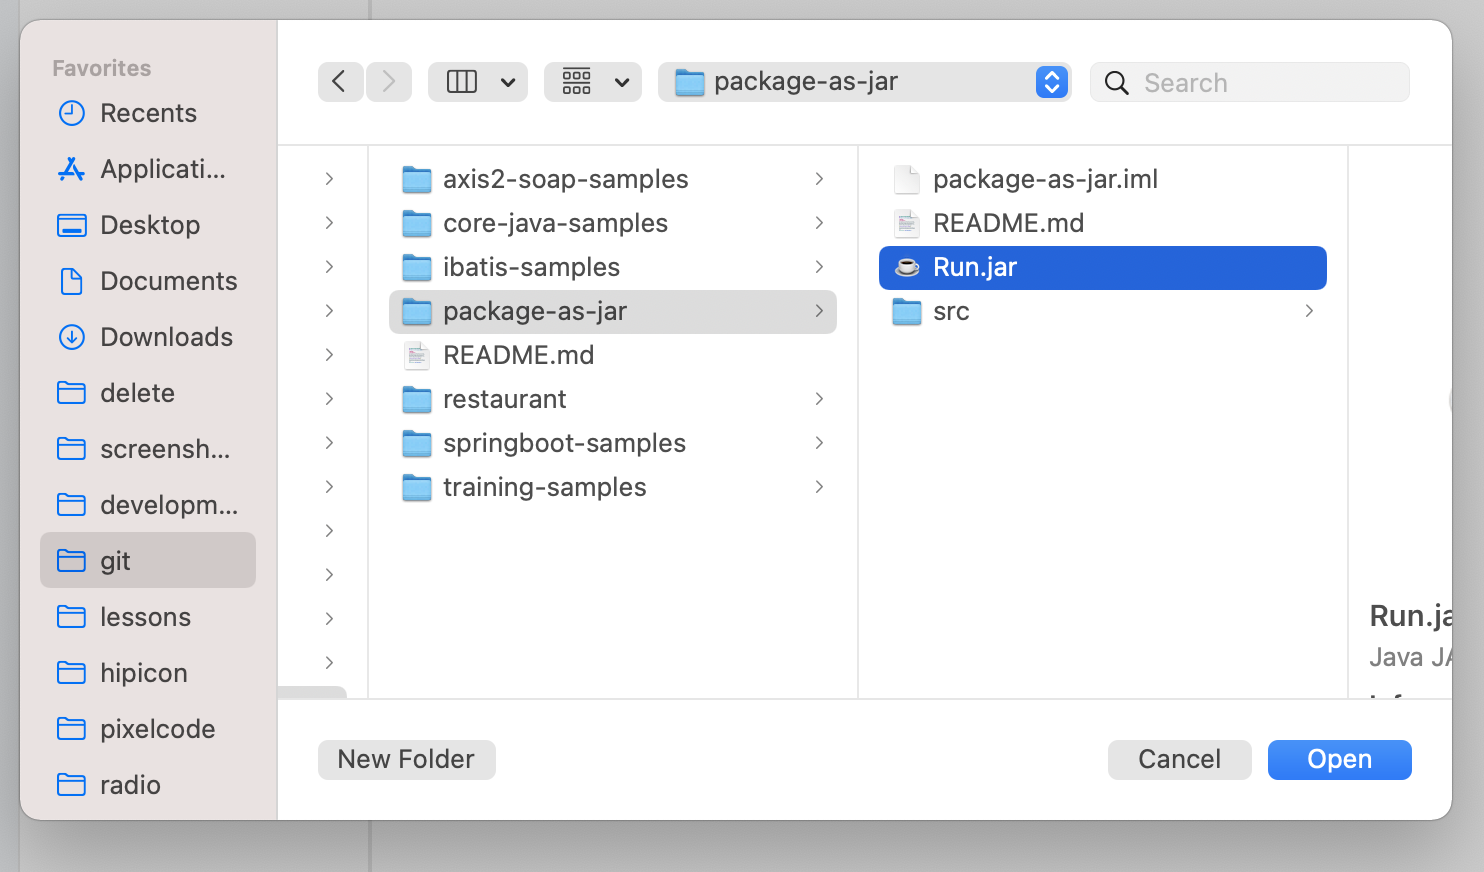 Favorites
Recents
Applicati...
Desktop
Documents
Downloads
delete
screensh...
developm...
git
lessons
hipicon
pixelcode
radio
package-as-jar
Search
axis2-soap-samples
core-java-samples
ibatis-samples
package-as-jar
README.md
restaurant
springboot-samples
training-samples
package-as-jar.iml
README.md
Run.jar
src
Run.ja
Java JA
New Folder
Cancel
Open